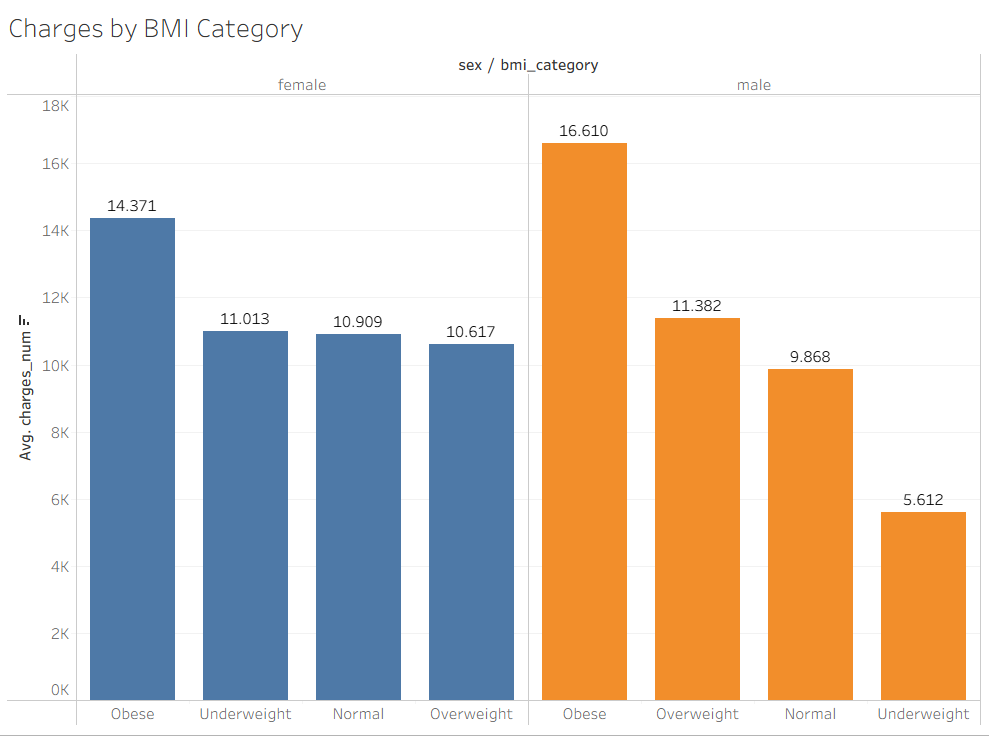 Charges by BMI Category
sex / bmi_category
female male
18K
16K
14K
12K
10K
8K
6K
4K
2K
0K
Avg. charges_num
14.371
11.013
10.909
10.617
16.610
11.382
9.868
5.612
Obese Underweight Normal Overweight Obese Overweight Normal Underweight